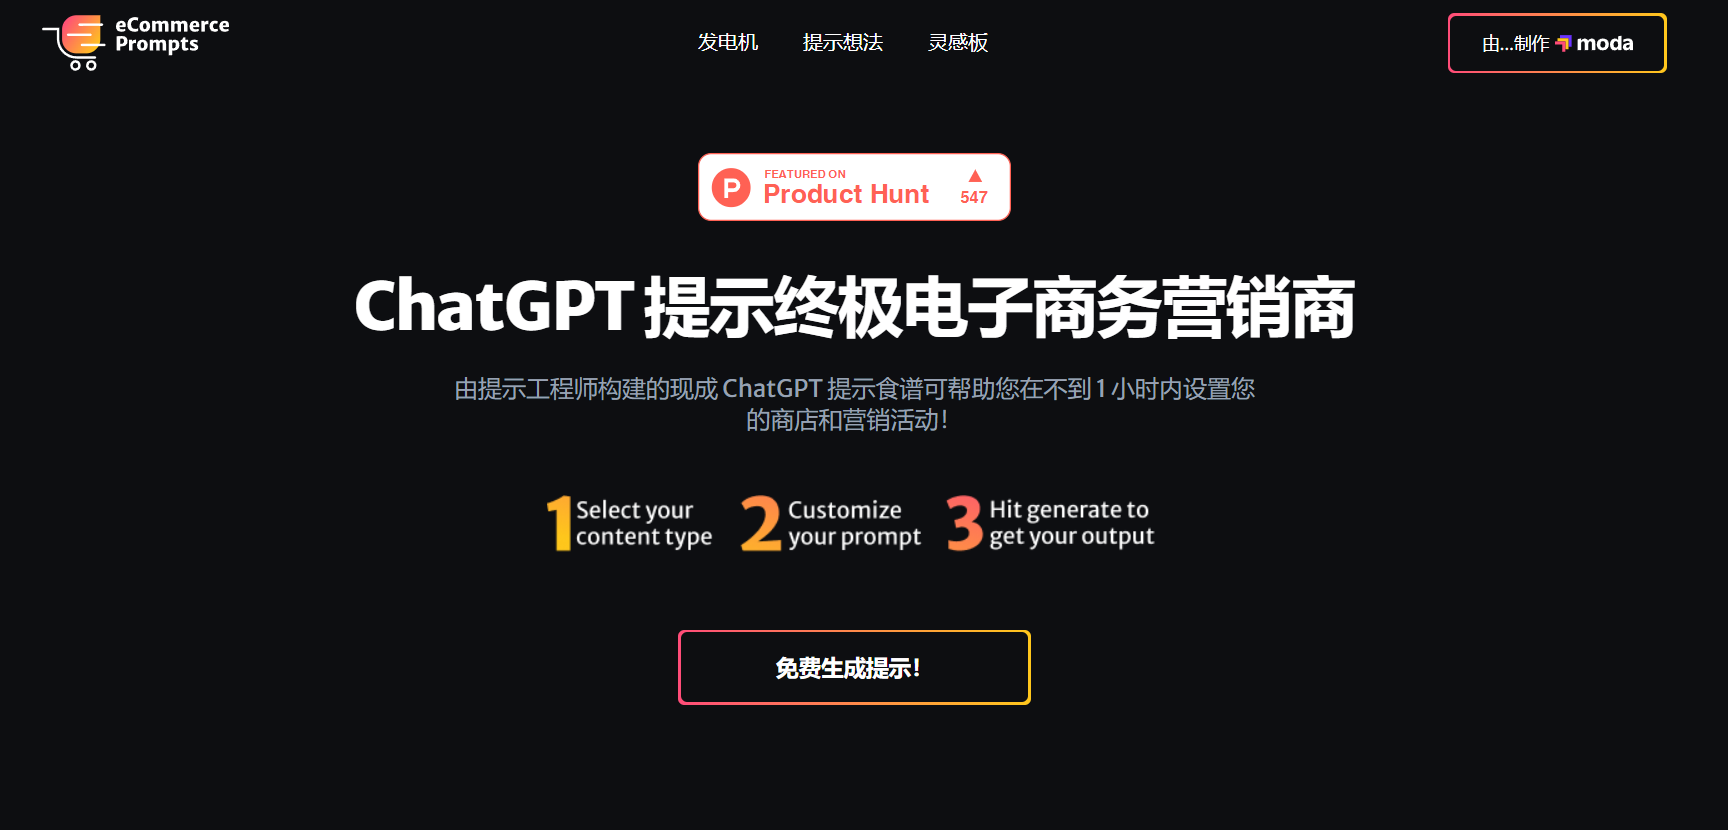 eCommerce
Prompts
发电机
提示想法
灵感板
由...制作 moda
FEATURED ON
Product Hunt
547
ChatGPT 提示终极电子商务营销商
由提示工程师构建的现成 ChatGPT 提示食谱可帮助您在不到 1 小时内设置您
的商店和营销活动！
1 Select your
content type
2 Customize
your prompt
3 Hit generate to
get your output
免费生成提示！